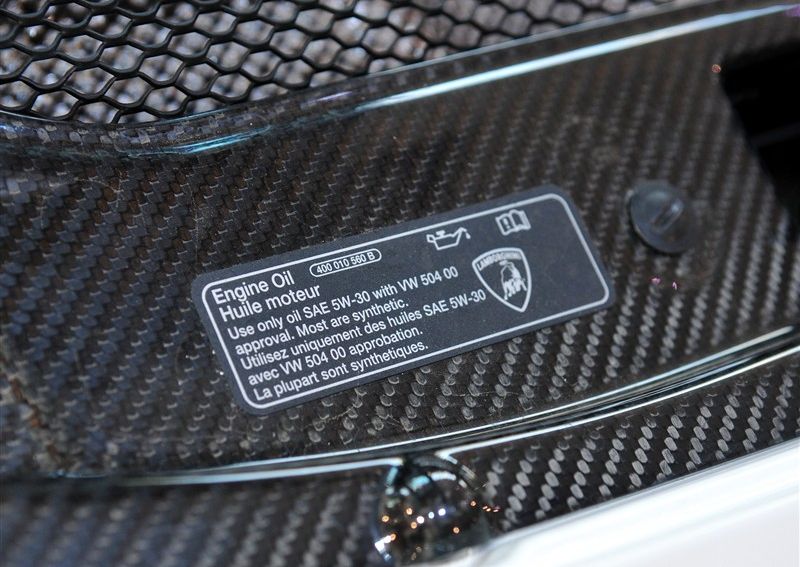 Engine Oil 400 010 560 B
Huile moteur
Use only oil SAE 5W-30 with VW 504 00
approval. Most are synthetic.
Utilisez uniquement des huiles SAE 5W-30
avec VW 504 00 approbation.
La plupart sont synthetiques.
LAMBORGHINI